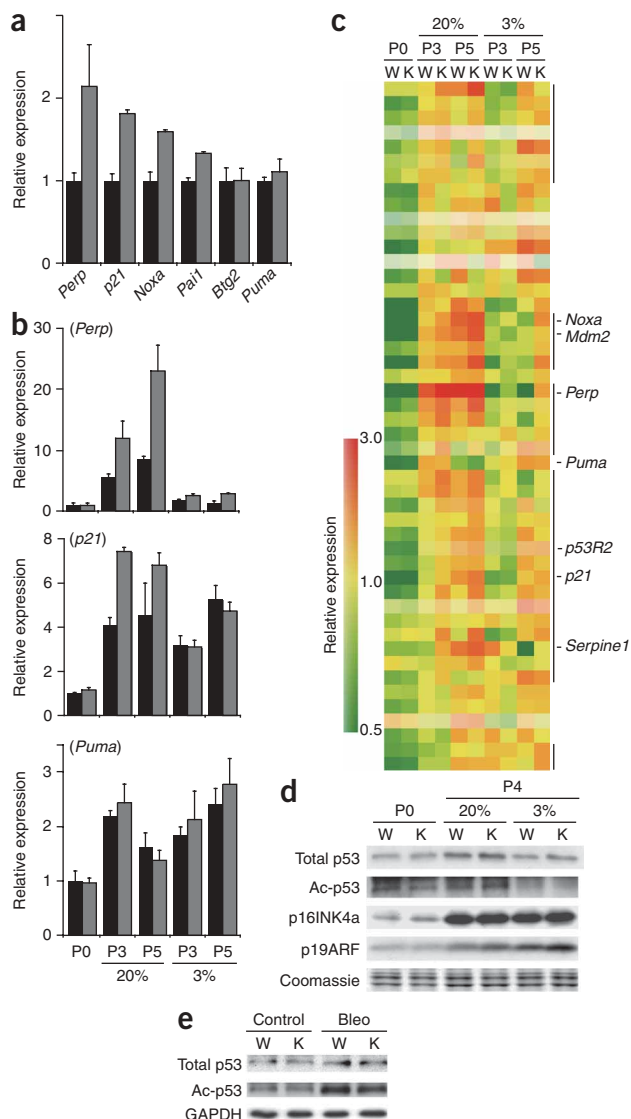 a
Relative expression
2
1
0
Perp
p21
Noxa
Pai1
Btg2
Puma
b
(Perp)
Relative expression
30
20
10
0
(p21)
Relative expression
8
6
4
2
0
(Puma)
Relative expression
3
2
1
0
P0 P3 P5 P3 P5
20% 3%
c
20% 3%
P0 P3 P5 P3 P5
W K W K W K W K W K
Noxa
Mdm2
Perp
Puma
p53R2
p21
Serpine1
Relative expression
3.0
1.0
0.5
d
P4
P0 20% 3%
W K W K W K
Total p53
Ac-p53
p16INK4a
p19ARF
Coomassie
e
Control Bleo
W K W K
Total p53
Ac-p53
GAPDH